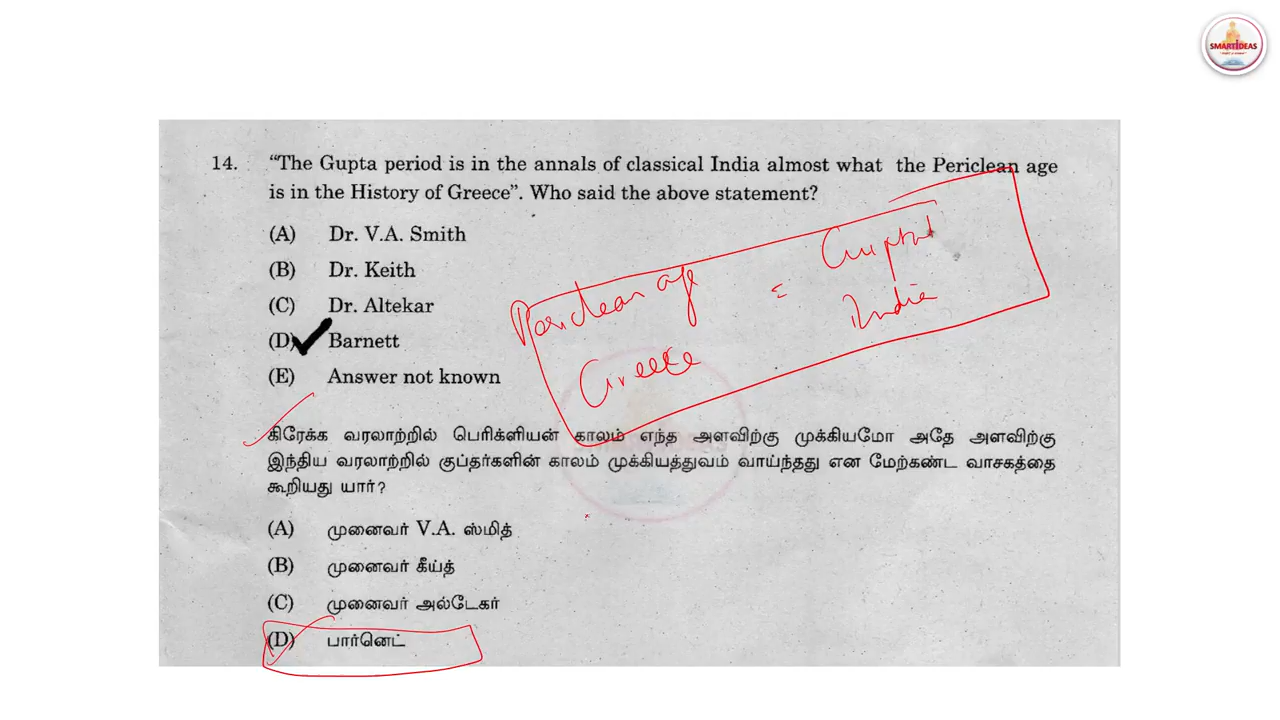 SMARTIDEAS
14. “The Gupta period is in the annals of classical India almost what the Periclean age
is in the History of Greece”. Who said the above statement?
(A) Dr. V.A. Smith
(B) Dr. Keith
(C) Dr. Altekar
(D) Barnett
(E) Answer not known
Periclean age = Gupta
Greece India
கிரேக்க வரலாற்றில் பெரிக்ளியன் காலம் எந்த அளவிற்கு முக்கியமோ அதே அளவிற்கு
இந்திய வரலாற்றில் குப்தர்களின் காலம் முக்கியத்துவம் வாய்ந்தது என மேற்கண்ட வாசகத்தை
கூறியது யார்?
(A) முனைவர் V.A. ஸ்மித்
(B) முனைவர் கீய்த்
(C) முனைவர் அல்டேகர்
(D) பார்னெட்